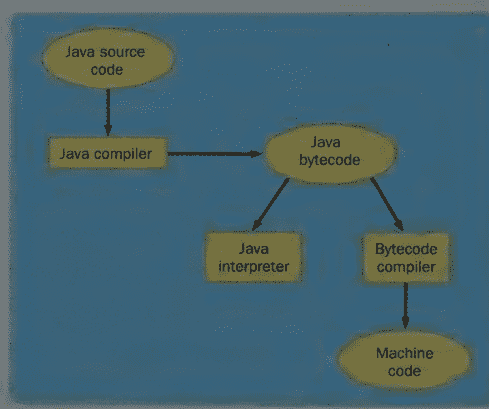 Java source
code
Java compiler
Java
bytecode
Java
interpreter
Bytecode
compiler
Machine
code